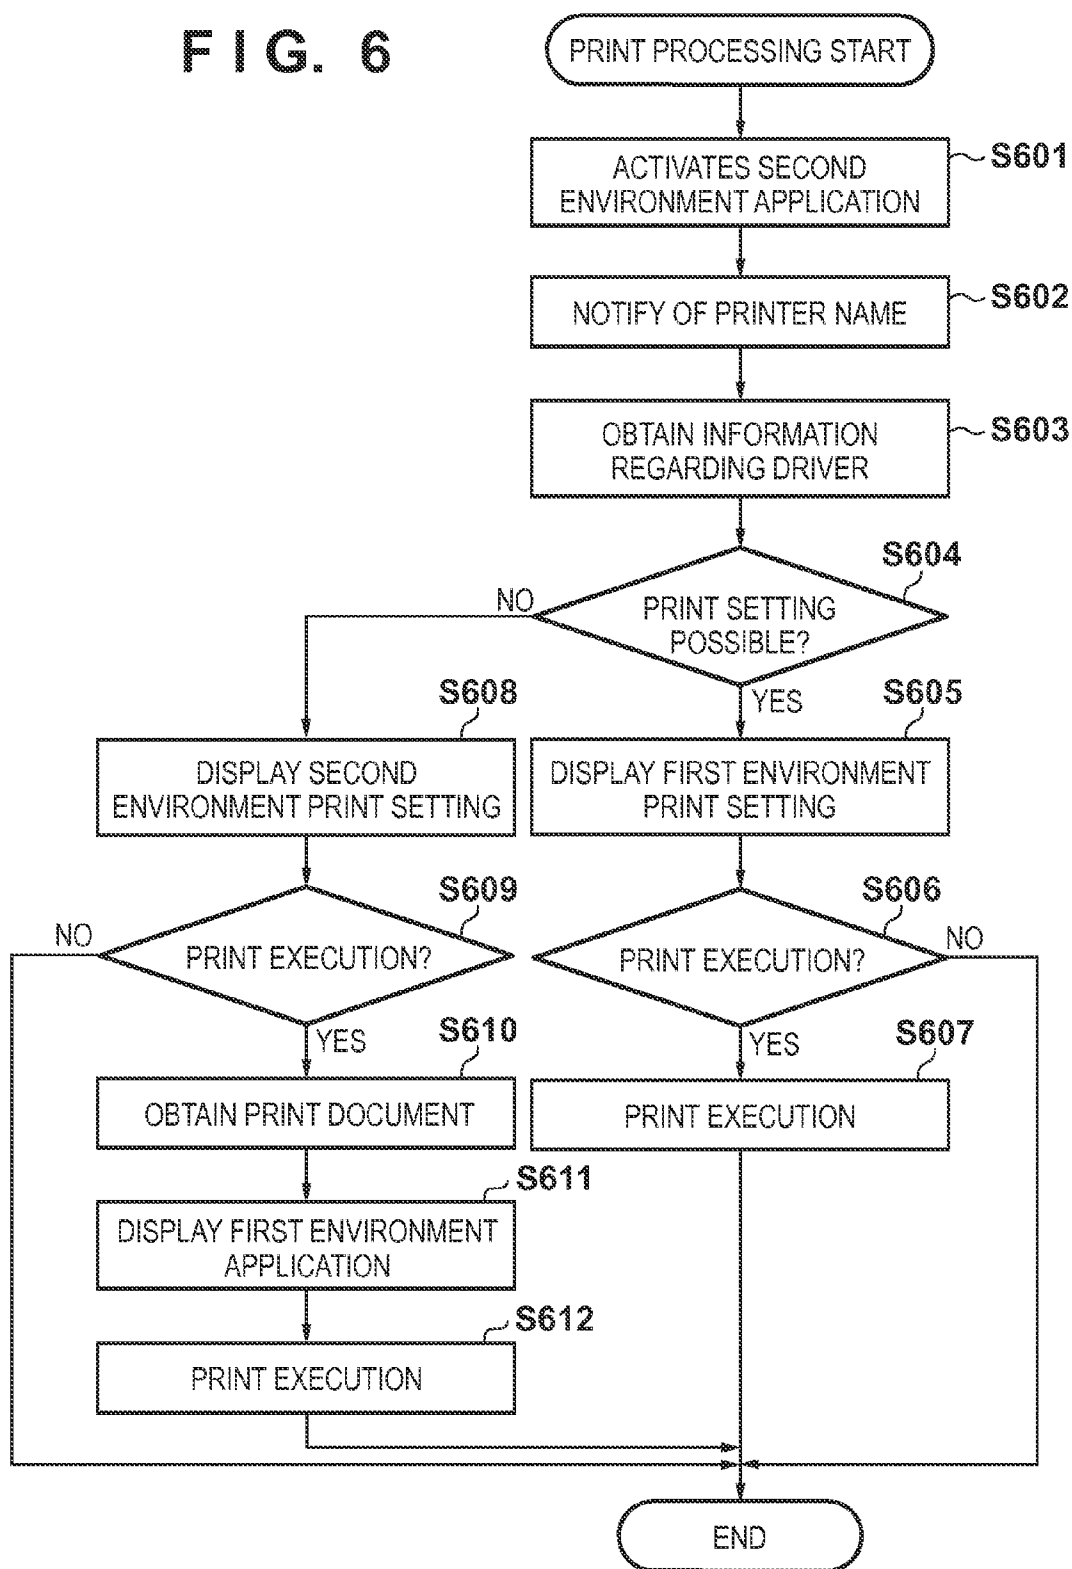 FIG. 6
PRINT PROCESSING START
S601
ACTIVATES SECOND
ENVIRONMENT APPLICATION
S602
NOTIFY OF PRINTER NAME
S603
OBTAIN INFORMATION
REGARDING DRIVER
S604
NO
PRINT SETTING
POSSIBLE?
YES
S608
DISPLAY SECOND
ENVIRONMENT PRINT SETTING
S605
DISPLAY FIRST ENVIRONMENT
PRINT SETTING
S609
NO
PRINT EXECUTION?
YES
S606
NO
PRINT EXECUTION?
YES
S610
OBTAIN PRINT DOCUMENT
S607
PRINT EXECUTION
S611
DISPLAY FIRST ENVIRONMENT
APPLICATION
S612
PRINT EXECUTION
END